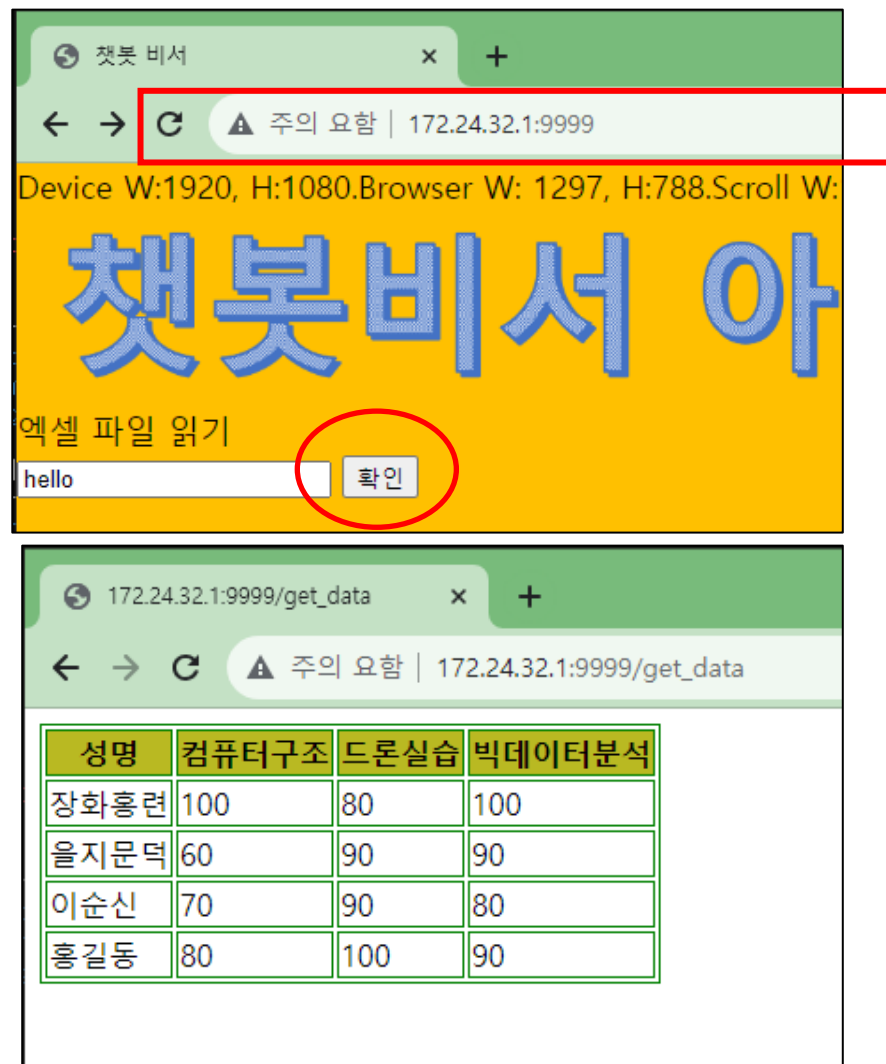 챗봇 비서
주의 요함 172.24.32.1:9999
Device W:1920, H:1080.Browser W: 1297, H:788.Scroll W:
챗봇비서 아
엑셀 파일 읽기
hello 확인
172.24.32.1:9999/get_data
주의 요함 172.24.32.1:9999/get_data
성명 컴퓨터구조 드론실습 빅데이터분석
장화홍련 100 80 100
을지문덕 60 90 90
이순신 70 90 80
홍길동 80 100 90